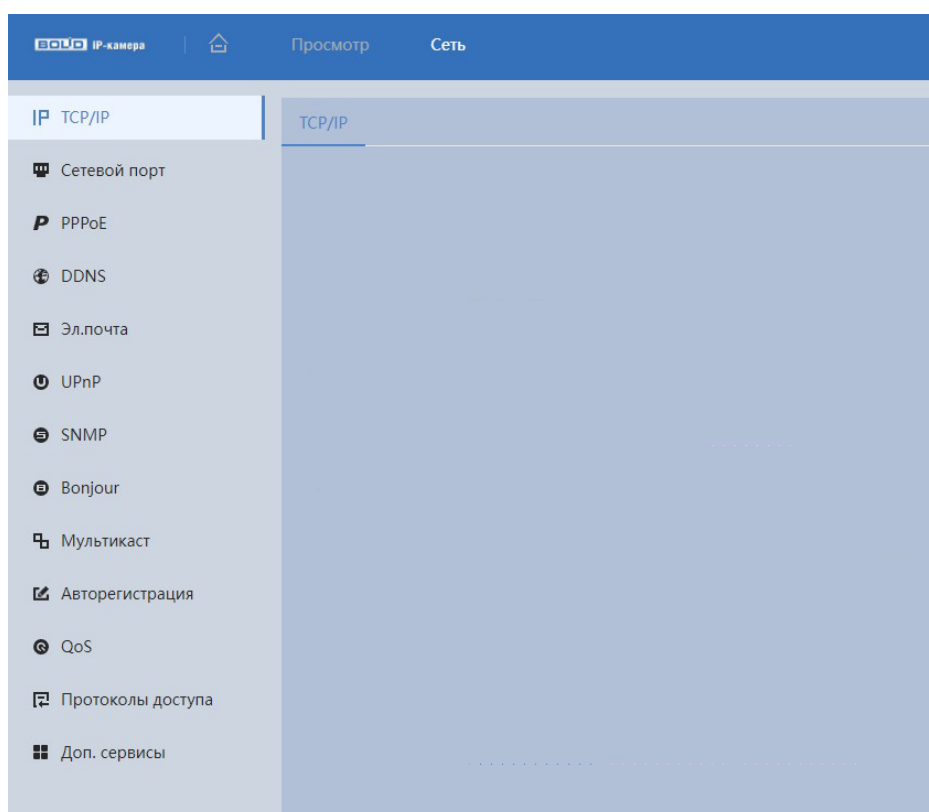 BOLID IP-камера
Просмотр
Сеть
TCP/IP
TCP/IP
Сетевой порт
PPPoE
DDNS
Эл.почта
UPnP
SNMP
Bonjour
Мультикаст
Авторегистрация
QoS
Протоколы доступа
Доп. сервисы